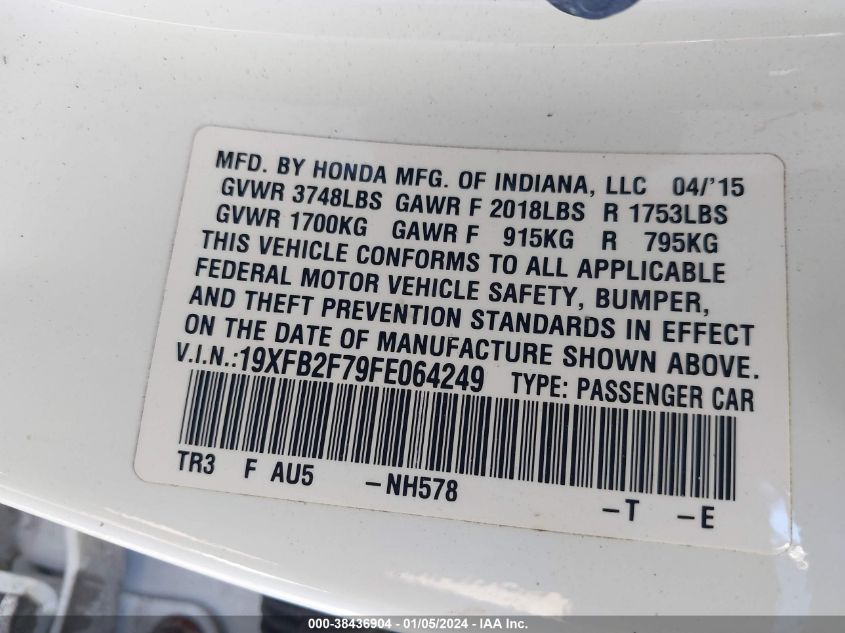 MFD. BY HONDA MFG. OF INDIANA, LLC 04/'15
GVWR 3748LBS GAWR F 2018LBS R 1753LBS
GVWR 1700KG GAWR F 915KG R 795KG
THIS VEHICLE CONFORMS TO ALL APPLICABLE
FEDERAL MOTOR VEHICLE SAFETY, BUMPER,
AND THEFT PREVENTION STANDARDS IN EFFECT
ON THE DATE OF MANUFACTURE SHOWN ABOVE.
V.I.N.:19XFB2F79FE064249 TYPE: PASSENGER CAR
TR3 F AU5 -NH578 -T -E
000-38436904 - 01/05/2024 - IAA Inc.